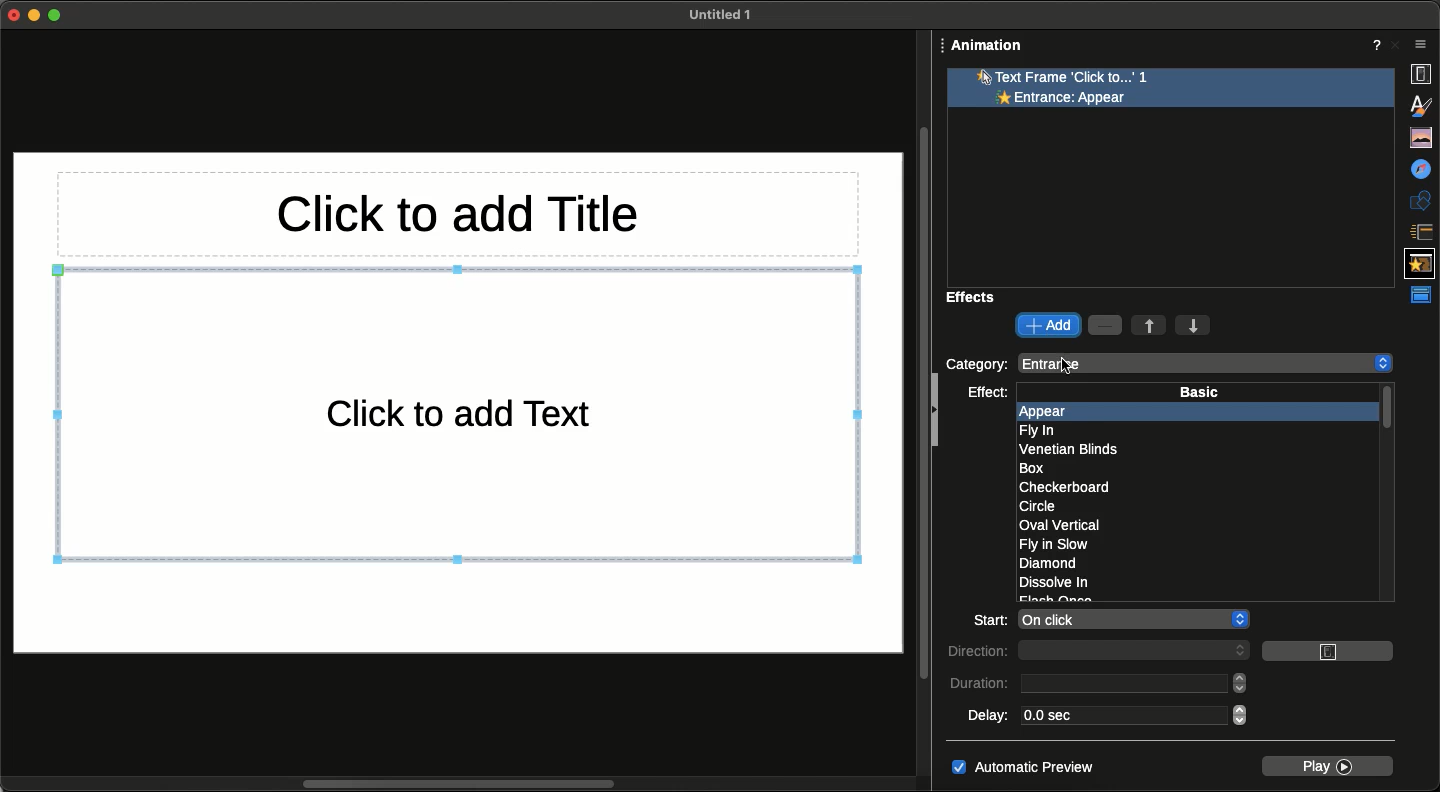 Untitled 1
Animation
?
Text Frame 'Click to...' 1
Entrance: Appear
Click to add Title
Click to add Text
Effects
Add
Category: Entrance
Effect: Basic
Appear
Fly In
Venetian Blinds
Box
Checkerboard
Circle
Oval Vertical
Fly in Slow
Diamond
Dissolve In
Flash Once
Start: On click
Direction:
Duration:
Delay: 0.0 sec
Automatic Preview
Play